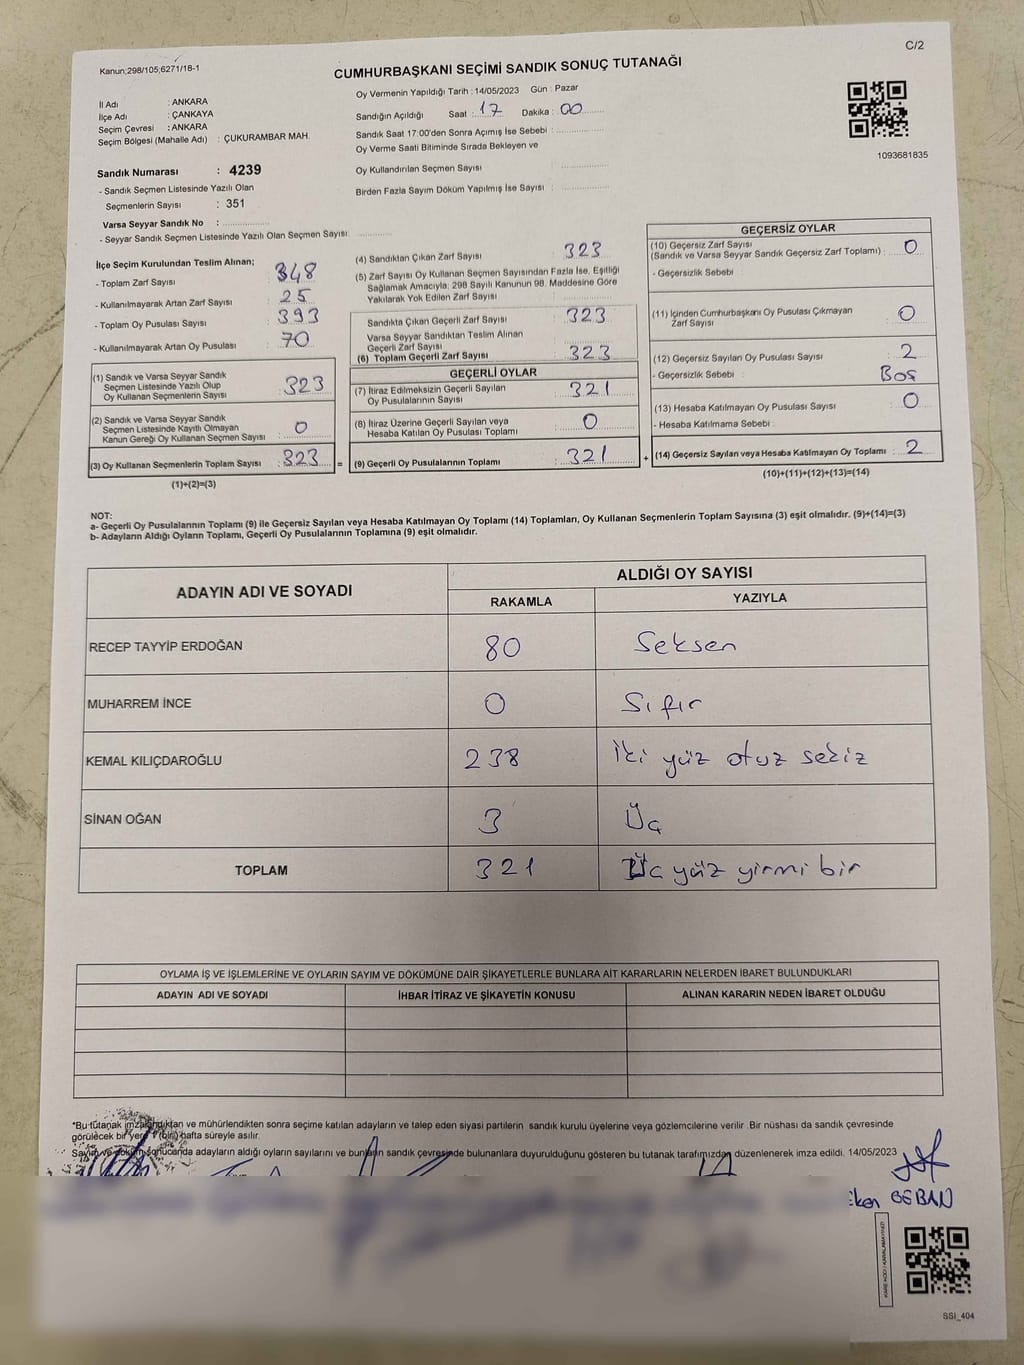 C/2
Kanun;298/105;6271/18-1
CUMHURBAŞKANI SEÇİMİ SANDIK SONUÇ TUTANAĞI
İl Adı : ANKARA
İlçe Adı : ÇANKAYA
Seçim Çevresi : ANKARA
Seçim Bölgesi (Mahalle Adı) : ÇUKURAMBAR MAH.
Oy Vermenin Yapıldığı Tarih : 14/05/2023 Gün : Pazar
Sandığın Açıldığı Saat : 17 Dakika : 00
Sandık Saat 17:00'den Sonra Açımış İse Sebebi :
Oy Verme Saati Bitiminde Sırada Bekleyen ve
Oy Kullandırılan Seçmen Sayısı :
Birden Fazla Sayım Döküm Yapılmış İse Sayısı :
1093681835
Sandık Numarası : 4239
- Sandık Seçmen Listesinde Yazılı Olan
Seçmenlerin Sayısı : 351
Varsa Seyyar Sandık No :
- Seyyar Sandık Seçmen Listesinde Yazılı Olan Seçmen Sayısı:
İlçe Seçim Kurulundan Teslim Alınan;
- Toplam Zarf Sayısı : 348
- Kullanılmayarak Artan Zarf Sayısı : 25
- Toplam Oy Pusulası Sayısı : 393
- Kullanılmayarak Artan Oy Pusulası : 70
(1) Sandık ve Varsa Seyyar Sandık
Seçmen Listesinde Yazılı Olup
Oy Kullanan Seçmenlerin Sayısı : 323
(2) Sandık ve Varsa Seyyar Sandık
Seçmen Listesinde Kayıtlı Olmayan
Kanun Gereği Oy Kullanan Seçmen Sayısı : 0
(3) Oy Kullanan Seçmenlerin Toplam Sayısı : 323 =
(1)+(2)=(3)
(4) Sandıktan Çıkan Zarf Sayısı : 323
(5) Zarf Sayısı Oy Kullanan Seçmen Sayısından Fazla İse, Eşitliği
Sağlamak Amacıyla; 298 Sayılı Kanunun 98. Maddesine Göre
Yakılarak Yok Edilen Zarf Sayısı :
Sandıkta Çıkan Geçerli Zarf Sayısı : 323
Varsa Seyyar Sandıktan Teslim Alınan
Geçerli Zarf Sayısı :
(6) Toplam Geçerli Zarf Sayısı : 323
GEÇERLİ OYLAR
(7) İtiraz Edilmeksizin Geçerli Sayılan
Oy Pusulalarının Sayısı : 321
(8) İtiraz Üzerine Geçerli Sayılan veya
Hesaba Katılan Oy Pusulası Toplamı : 0
(9) Geçerli Oy Pusulalarının Toplamı : 321 +
GEÇERSİZ OYLAR
(10) Geçersiz Zarf Sayısı
(Sandık ve Varsa Seyyar Sandık Geçersiz Zarf Toplamı) : 0
- Geçersizlik Sebebi
(11) İçinden Cumhurbaşkanı Oy Pusulası Çıkmayan
Zarf Sayısı : 0
(12) Geçersiz Sayılan Oy Pusulası Sayısı : 2
- Geçersizlik Sebebi : Boş
(13) Hesaba Katılmayan Oy Pusulası Sayısı : 0
- Hesaba Katılmama Sebebi :
(14) Geçersiz Sayılan veya Hesaba Katılmayan Oy Toplamı : 2
(10)+(11)+(12)+(13)=(14)
NOT:
a- Geçerli Oy Pusulalarının Toplamı (9) ile Geçersiz Sayılan veya Hesaba Katılmayan Oy Toplamı (14) Toplamları, Oy Kullanan Seçmenlerin Toplam Sayısına (3) eşit olmalıdır. (9)+(14)=(3)
b- Adayların Aldığı Oyların Toplamı, Geçerli Oy Pusulalarının Toplamına (9) eşit olmalıdır.
ADAYIN ADI VE SOYADI ALDIĞI OY SAYISI
RAKAMLA YAZIYLA
RECEP TAYYİP ERDOĞAN 80 Seksen
MUHARREM İNCE 0 Sıfır
KEMAL KILIÇDAROĞLU 238 İki yüz otuz sekiz
SİNAN OĞAN 3 Üç
TOPLAM 321 Üç yüz yirmi bir
OYLAMA İŞ VE İŞLEMLERİNE VE OYLARIN SAYIM VE DÖKÜMÜNE DAİR ŞİKAYETLERLE BUNLARA AİT KARARLARIN NELERDEN İBARET BULUNDUKLARI
ADAYIN ADI VE SOYADI İHBAR İTİRAZ VE ŞİKAYETİN KONUSU ALINAN KARARIN NEDEN İBARET OLDUĞU
*Bu tutanak imzalandıktan ve mühürlendikten sonra seçime katılan adayların ve talep eden siyasi partilerin sandık kurulu üyelerine veya gözlemcilerine verilir .Bir nüshası da sandık çevresinde
görülecek bir yere 1 (bir) hafta süreyle asılır.
Sayım ve döküm sonucunda adayların aldığı oyların sayılarını ve bunların sandık çevresinde bulunanlara duyurulduğunu gösteren bu tutanak tarafımızdan düzenlenerek imza edildi. 14/05/2023
SSİ_404